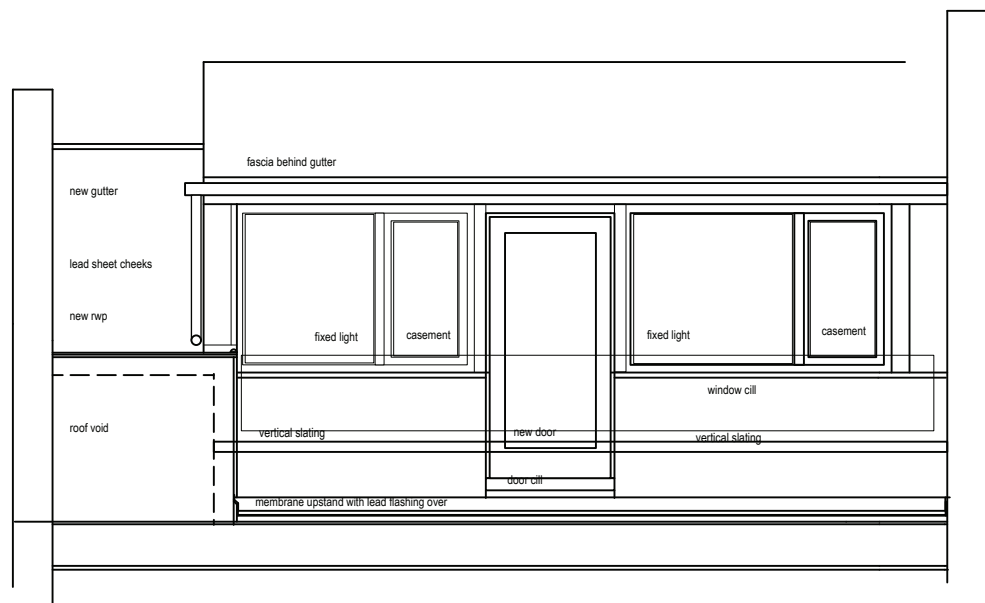 fascia behind gutter
new gutter
lead sheet cheeks
new rwp
fixed light
casement
fixed light
casement
window cill
roof void
vertical slating
new door
vertical slating
door cill
membrane upstand with lead flashing over